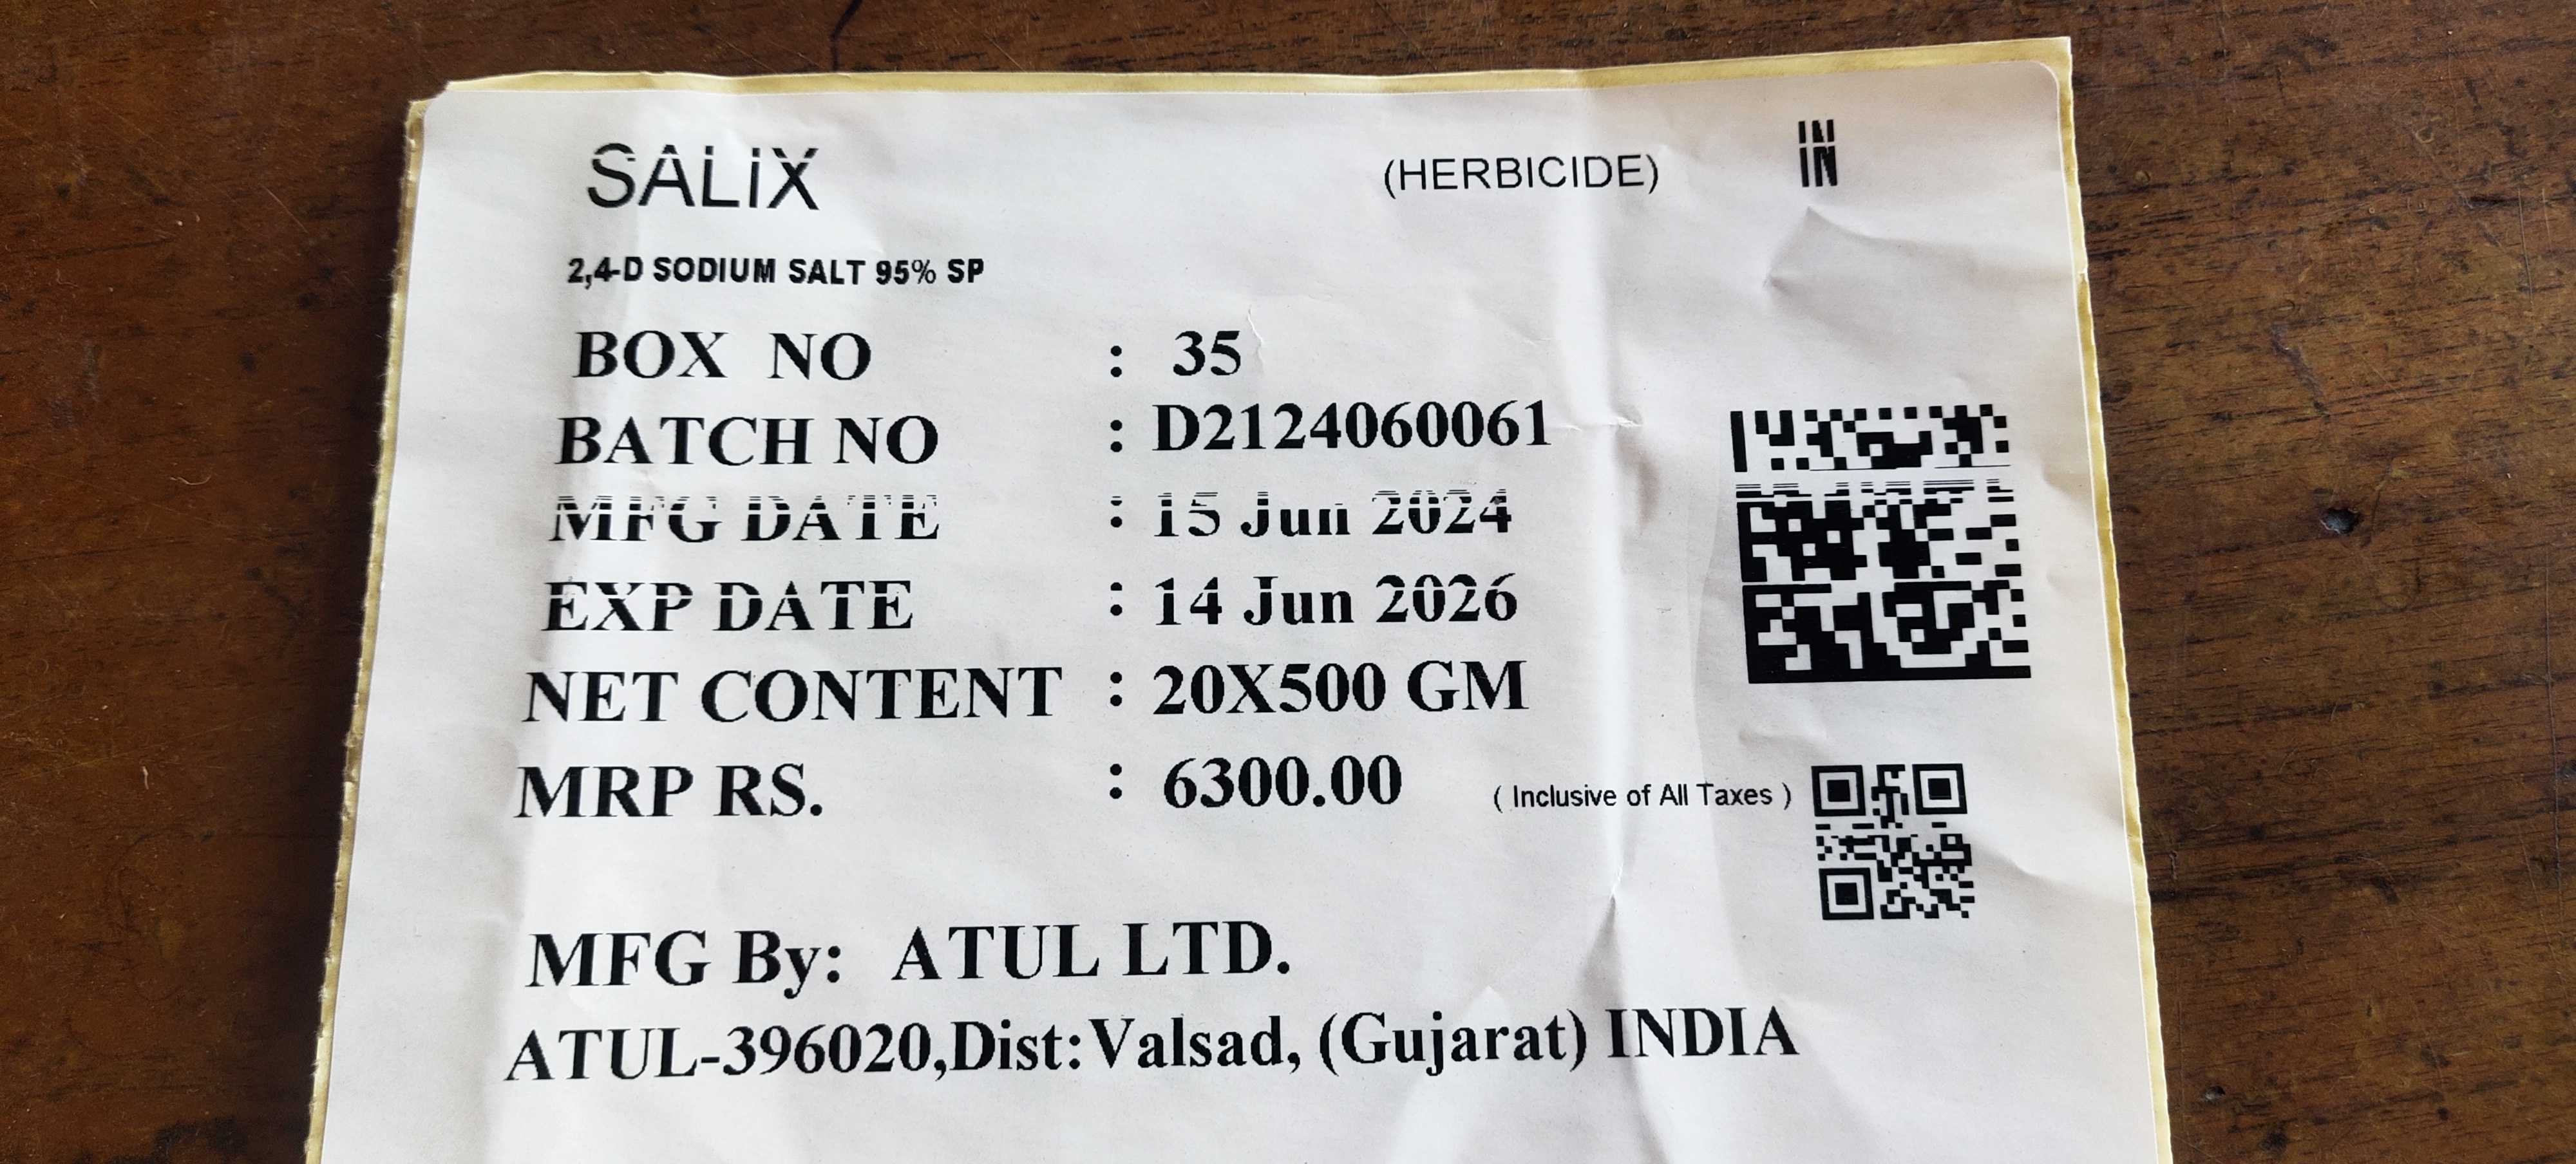 SALiX (HERBICIDE) IN
2,4-D SODIUM SALT 95% SP
BOX NO : 35
BATCH NO : D2124060061
MFG DATE : 15 Jun 2024
EXP DATE : 14 Jun 2026
NET CONTENT : 20X500 GM
MRP RS. : 6300.00 ( Inclusive of All Taxes )
MFG By: ATUL LTD.
ATUL-396020,Dist:Valsad, (Gujarat) INDIA